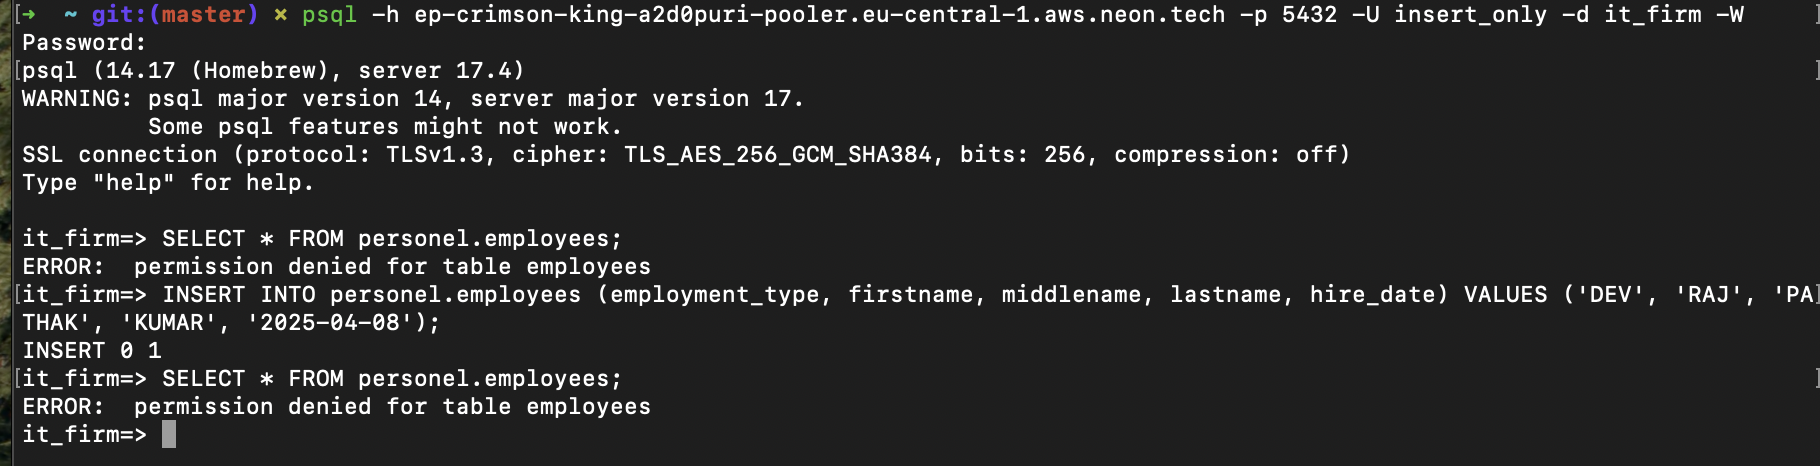 [➜  ~ git:(master) × psql -h ep-crimson-king-a2d0puri-pooler.eu-central-1.aws.neon.tech -p 5432 -U insert_only -d it_firm -W ]
Password:
[psql (14.17 (Homebrew), server 17.4) ]
WARNING: psql major version 14, server major version 17.
         Some psql features might not work.
SSL connection (protocol: TLSv1.3, cipher: TLS_AES_256_GCM_SHA384, bits: 256, compression: off)
Type "help" for help.

it_firm=> SELECT * FROM personel.employees;
ERROR:  permission denied for table employees
[it_firm=> INSERT INTO personel.employees (employment_type, firstname, middlename, lastname, hire_date) VALUES ('DEV', 'RAJ', 'PA]
THAK', 'KUMAR', '2025-04-08');
INSERT 0 1
[it_firm=> SELECT * FROM personel.employees; ]
ERROR:  permission denied for table employees
it_firm=>